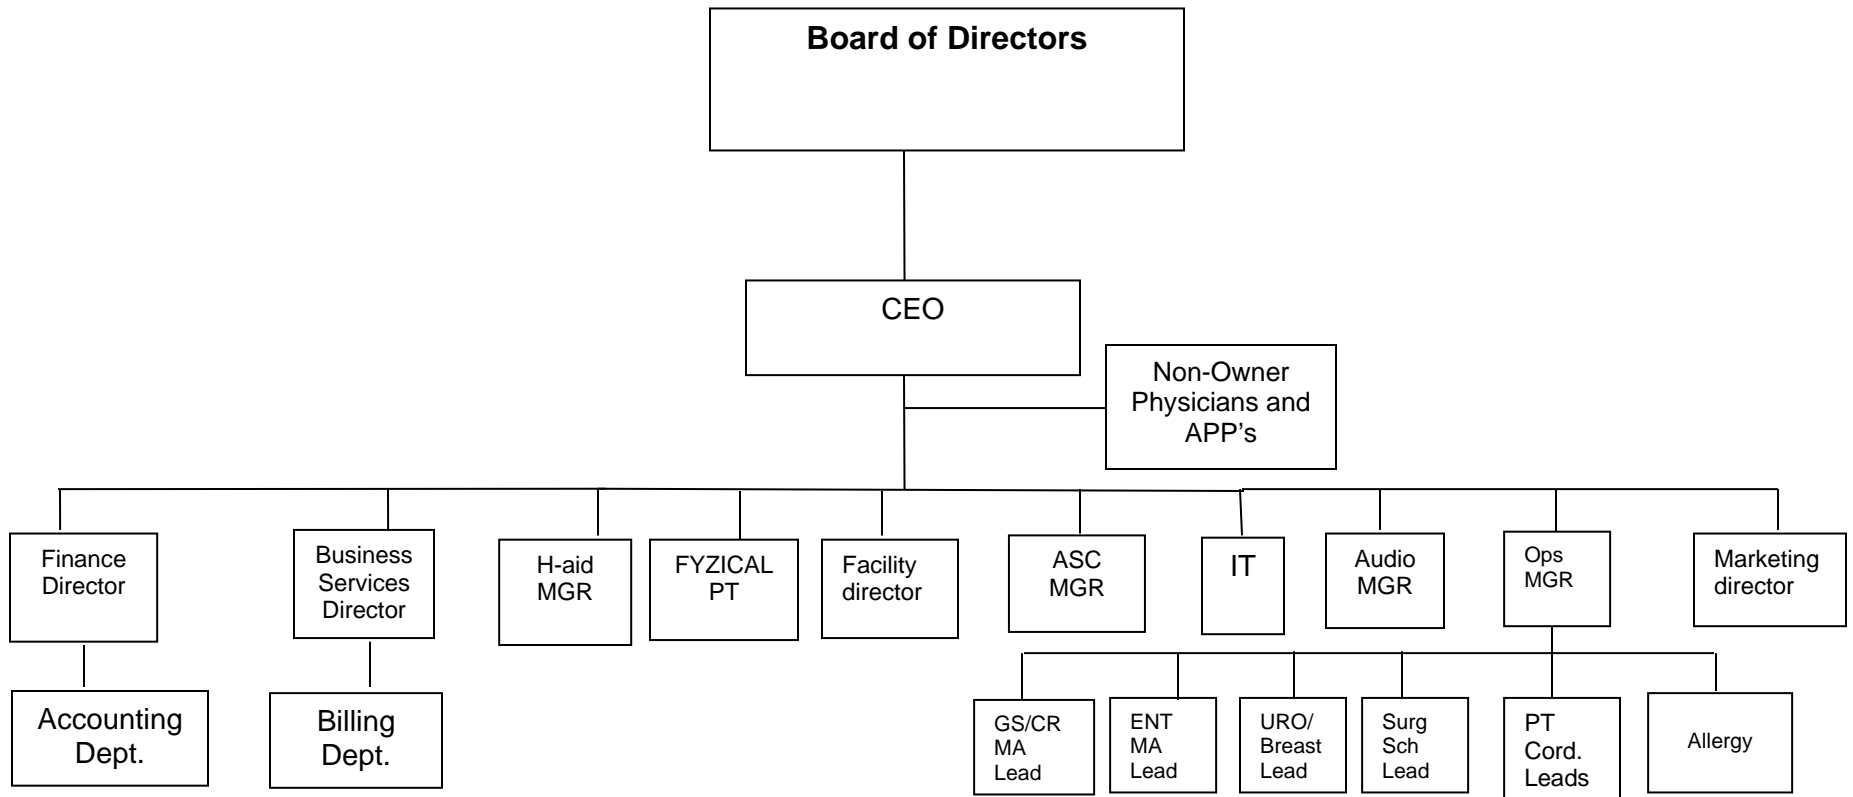 Board of Directors
CEO
Non-Owner
Physicians and
APP's
Finance
Director
Business
Services
Director
H-aid
MGR
FYZICAL
PT
Facility
director
ASC
MGR
IT
Audio
MGR
Ops
MGR
Marketing
director
Accounting
Dept.
Billing
Dept.
GS/CR
MA
Lead
ENT
MA
Lead
URO/
Breast
Lead
Surg
Sch
Lead
PT
Cord.
Leads
Allergy